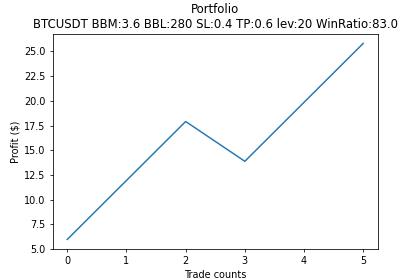 Portfolio
BTCUSDT BBM:3.6 BBL:280 SL:0.4 TP:0.6 lev:20 WinRatio:83.0
25.0
22.5
20.0
17.5
15.0
12.5
10.0
7.5
5.0
Profit ($)
0 1 2 3 4 5
Trade counts